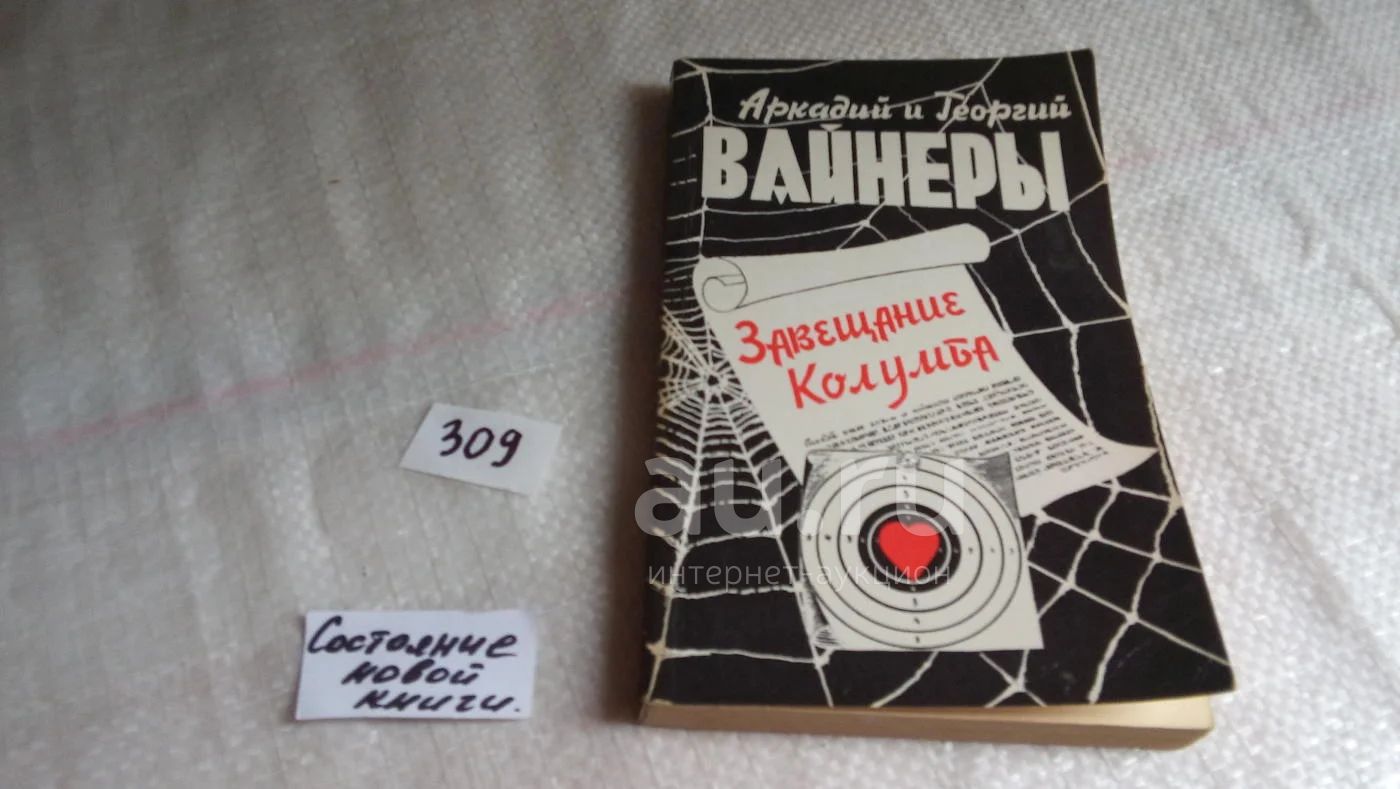 Аркадий и Георгий
ВАЙНЕРЫ
ЗАВЕЩАНИЕ
КОЛУМБА
309
au.ru
интернет-аукцион
Состояние
новой
книги.